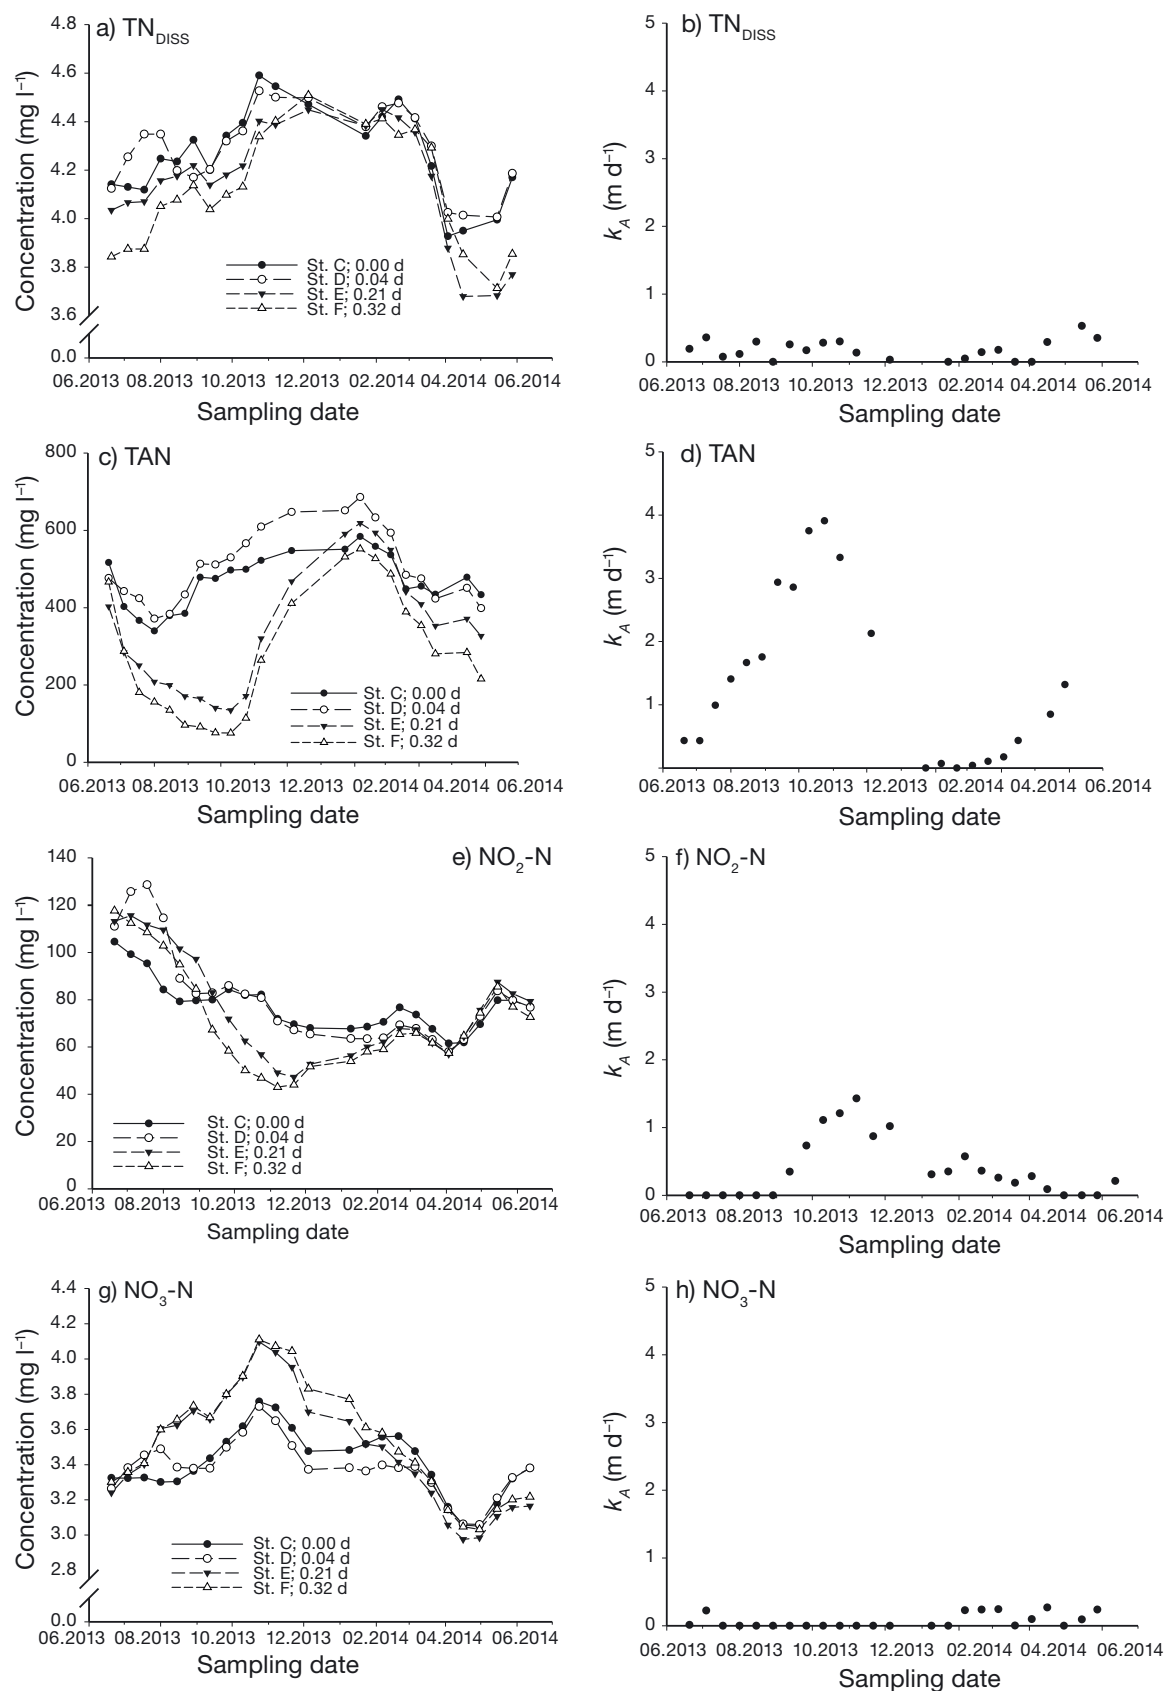 a) TN_DISS
Concentration (mg l⁻¹)
4.8
4.6
4.4
4.2
4.0
3.8
3.6
0.0
St. C; 0.00 d
St. D; 0.04 d
St. E; 0.21 d
St. F; 0.32 d
06.2013 08.2013 10.2013 12.2013 02.2014 04.2014 06.2014
Sampling date
b) TN_DISS
k_A (m d⁻¹)
5
4
3
2
1
0
06.2013 08.2013 10.2013 12.2013 02.2014 04.2014 06.2014
Sampling date
c) TAN
Concentration (mg l⁻¹)
800
600
400
200
0
St. C; 0.00 d
St. D; 0.04 d
St. E; 0.21 d
St. F; 0.32 d
06.2013 08.2013 10.2013 12.2013 02.2014 04.2014 06.2014
Sampling date
d) TAN
k_A (m d⁻¹)
5
4
3
2
1
06.2013 08.2013 10.2013 12.2013 02.2014 04.2014 06.2014
Sampling date
e) NO₂-N
Concentration (mg l⁻¹)
140
120
100
80
60
40
20
0
St. C; 0.00 d
St. D; 0.04 d
St. E; 0.21 d
St. F; 0.32 d
06.2013 08.2013 10.2013 12.2013 02.2014 04.2014 06.2014
Sampling date
f) NO₂-N
k_A (m d⁻¹)
5
4
3
2
1
0
06.2013 08.2013 10.2013 12.2013 02.2014 04.2014 06.2014
Sampling date
g) NO₃-N
Concentration (mg l⁻¹)
4.4
4.2
4.0
3.8
3.6
3.4
3.2
3.0
2.8
0.0
St. C; 0.00 d
St. D; 0.04 d
St. E; 0.21 d
St. F; 0.32 d
06.2013 08.2013 10.2013 12.2013 02.2014 04.2014 06.2014
Sampling date
h) NO₃-N
k_A (m d⁻¹)
5
4
3
2
1
0
06.2013 08.2013 10.2013 12.2013 02.2014 04.2014 06.2014
Sampling date